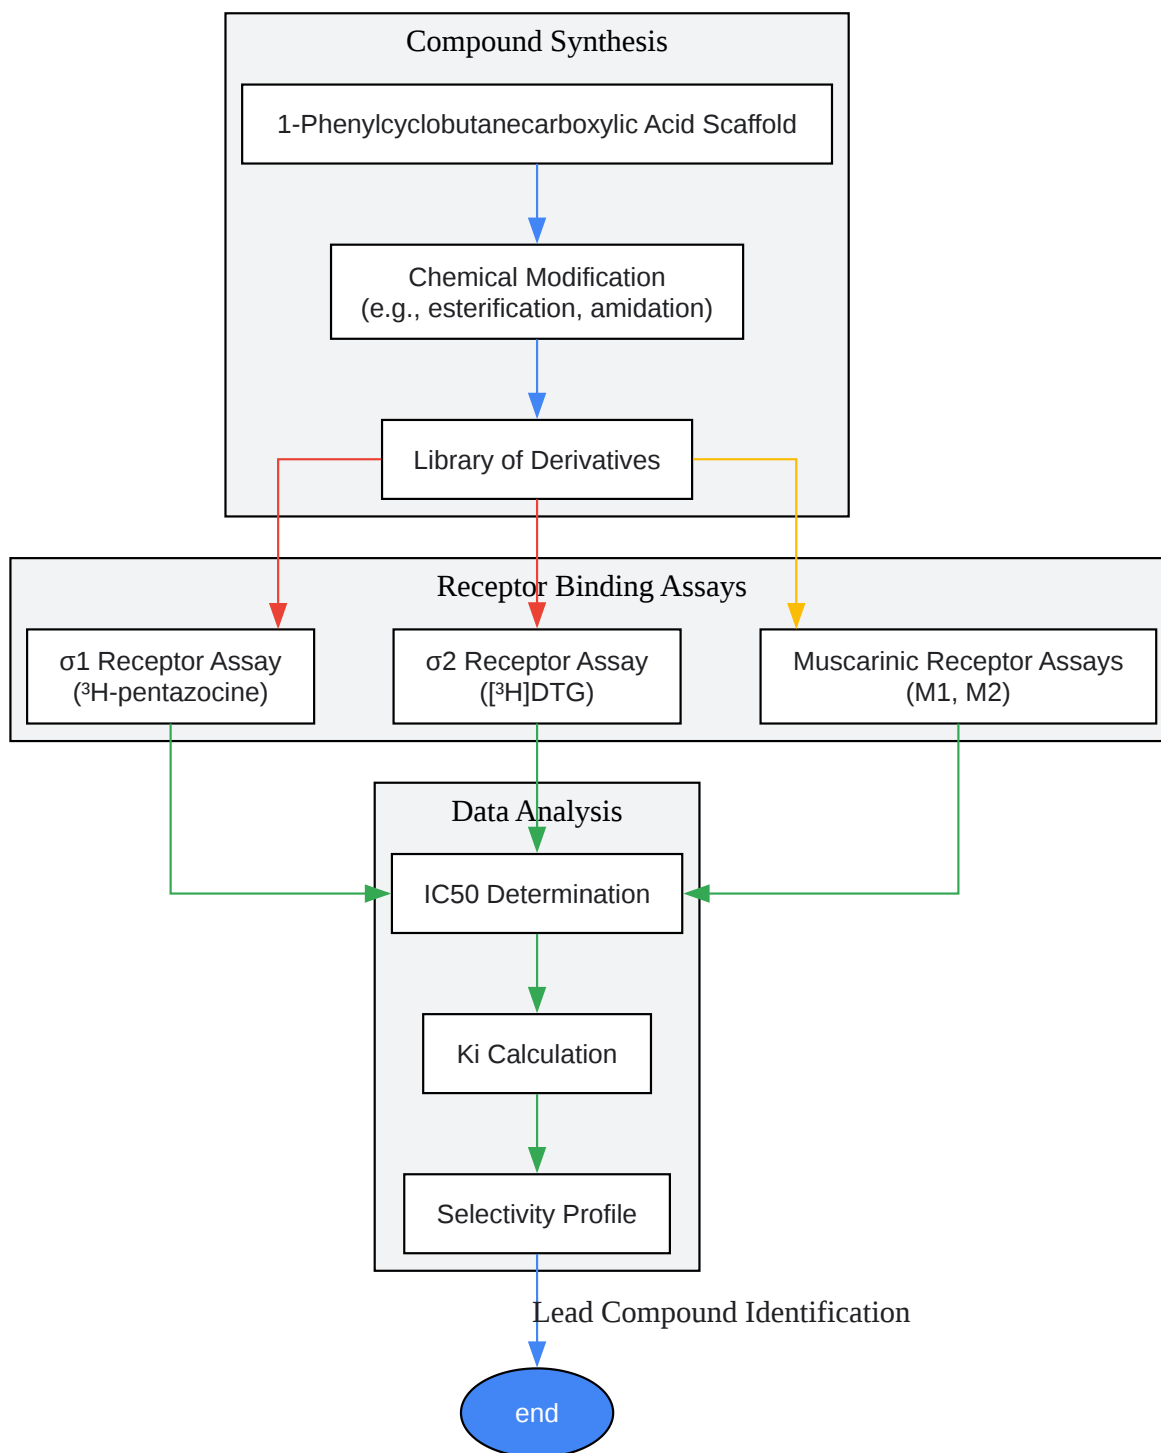 Compound Synthesis
1-Phenylcyclobutanecarboxylic Acid Scaffold
Chemical Modification
(e.g., esterification, amidation)
Library of Derivatives
Receptor Binding Assays
σ1 Receptor Assay
(³H-pentazocine)
σ2 Receptor Assay
([³H]DTG)
Muscarinic Receptor Assays
(M1, M2)
Data Analysis
IC50 Determination
Ki Calculation
Selectivity Profile
Lead Compound Identification
end